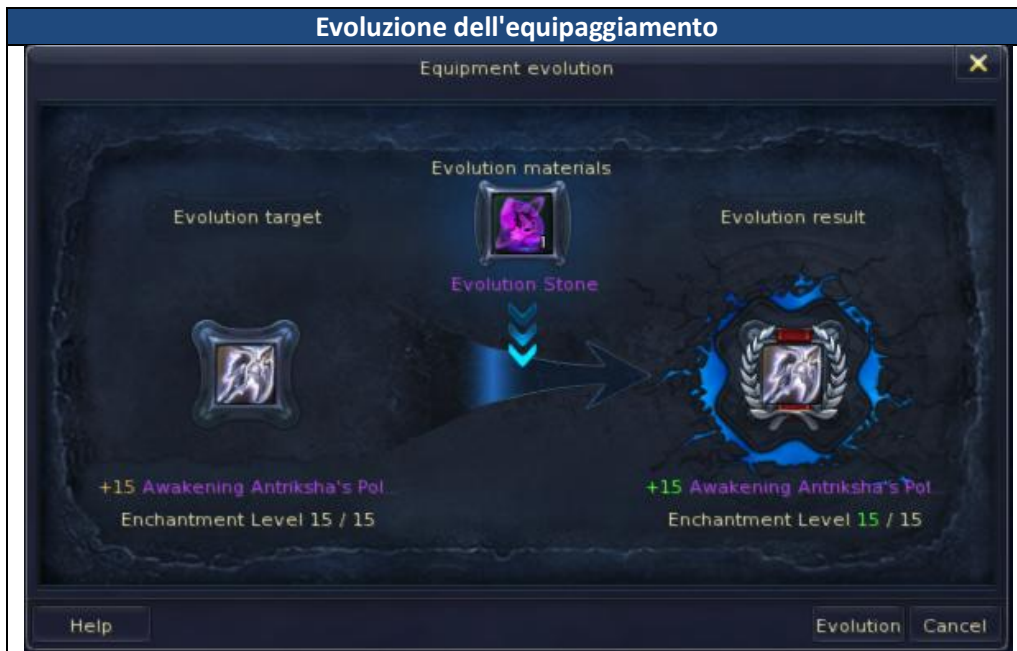 Evoluzione dell'equipaggiamento
Equipment evolution
Evolution materials
Evolution target
Evolution result
1
Evolution Stone
+15 Awakening Antriksha's Pol
+15 Awakening Antriksha's Pol
Enchantment Level 15 / 15
Enchantment Level 15 / 15
Help
Evolution
Cancel